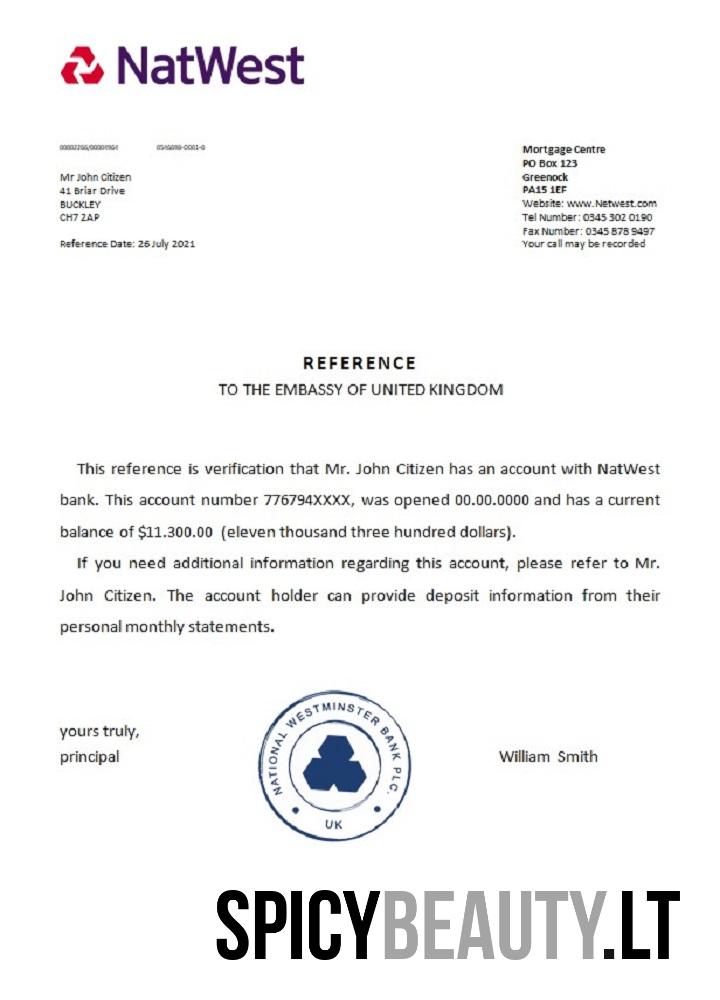 NatWest
Mortgage Centre
PO Box 123
Greenock
PA15 1EF
Website: www.Netwest.com
Tel Number: 0345 302 0190
Fax Number: 0345 878 9497
Your call may be recorded
Mr John Citizen
41 Briar Drive
BUCKLEY
CH7 2AP
Reference Date: 26 July 2021
REFERENCE
TO THE EMBASSY OF UNITED KINGDOM
This reference is verification that Mr. John Citizen has an account with NatWest
bank. This account number 776794XXXX, was opened 00.00.0000 and has a current
balance of $11.300.00 (eleven thousand three hundred dollars).
If you need additional information regarding this account, please refer to Mr.
John Citizen. The account holder can provide deposit information from their
personal monthly statements.
yours truly,
principal
NATIONAL WESTMINSTER BANK PLC.
UK
William Smith
SPICYBEAUTY.LT